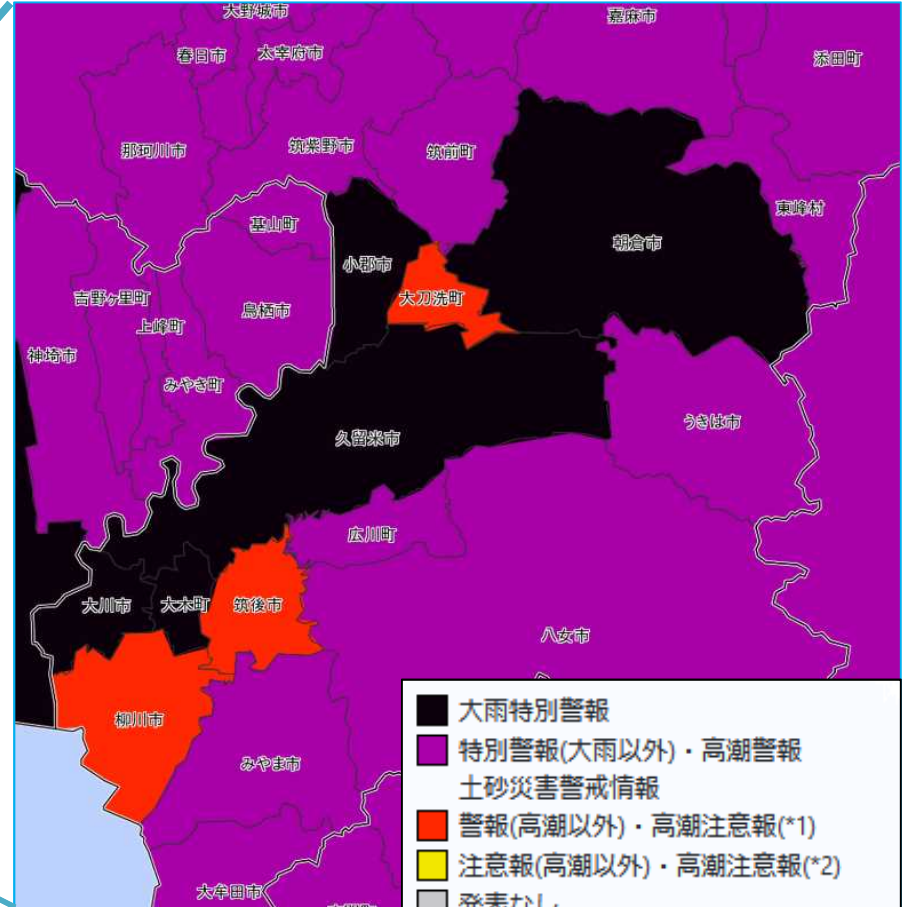 大野城市
嘉麻市
春日市
太宰府市
添田町
那珂川市
筑紫野市
筑前町
東峰村
基山町
朝倉市
小郡市
吉野ヶ里町
大刀洗町
鳥栖市
上峰町
神埼市
みやき町
うきは市
久留米市
広川町
大川市
大木町
筑後市
八女市
柳川市
みやま市
大牟田市
大雨特別警報
特別警報(大雨以外)・高潮警報
土砂災害警戒情報
警報(高潮以外)・高潮注意報(*1)
注意報(高潮以外)・高潮注意報(*2)
発表なし